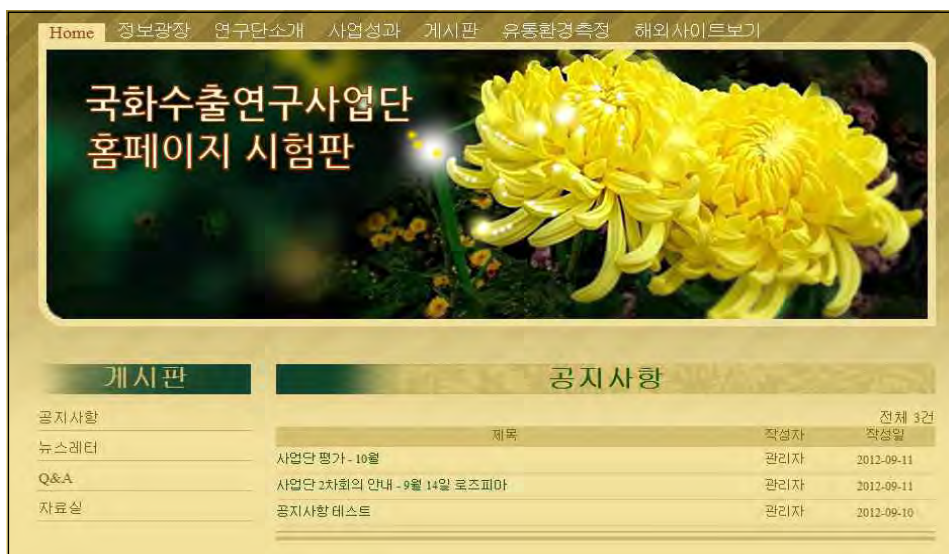 Home 정보광장 연구단소개 사업성과 게시판 유통환경측정 해외사이트보기
국화수출연구사업단
홈페이지 시험판
게시판
공지사항
뉴스레터
Q&A
자료실
공지사항
전체 3건
제목 작성자 작성일
사업단 평가 - 10월 관리자 2012-09-11
사업단 2차회의 안내 - 9월 14일 로즈피아 관리자 2012-09-11
공지사항 테스트 관리자 2012-09-10